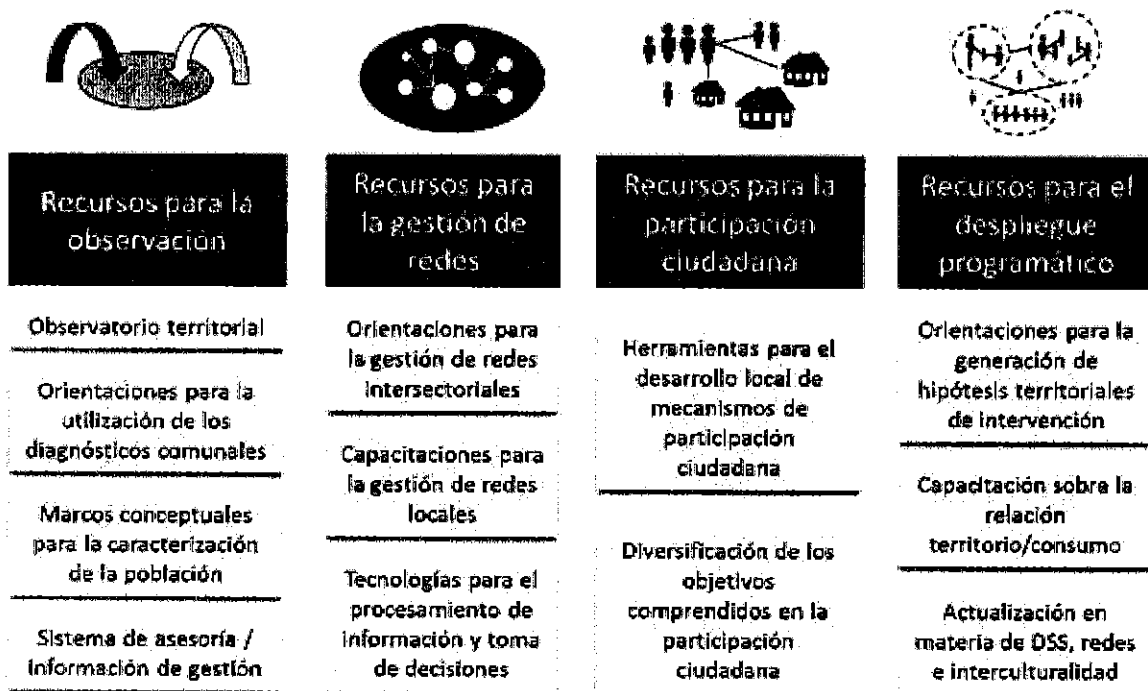 Recursos para la
observación
Observatorio territorial
Orientaciones para la
utilización de los
diagnósticos comunales
Marcos conceptuales
para la caracterización
de la población
Sistema de asesoría /
información de gestión
Recursos para
la gestión de
redes
Orientaciones para
la gestión de redes
intersectoriales
Capacitaciones para
la gestión de redes
locales
Tecnologías para el
procesamiento de
información y toma
de decisiones
Recursos para la
participación
ciudadana
Herramientas para el
desarrollo local de
mecanismos de
participación
ciudadana
Diversificación de los
objetivos
comprendidos en la
participación
ciudadana
Recursos para el
despliegue
programático
Orientaciones para la
generación de
hipótesis territoriales
de intervención
Capacitación sobre la
relación
territorio/consumo
Actualización en
materia de DSS, redes
e interculturalidad